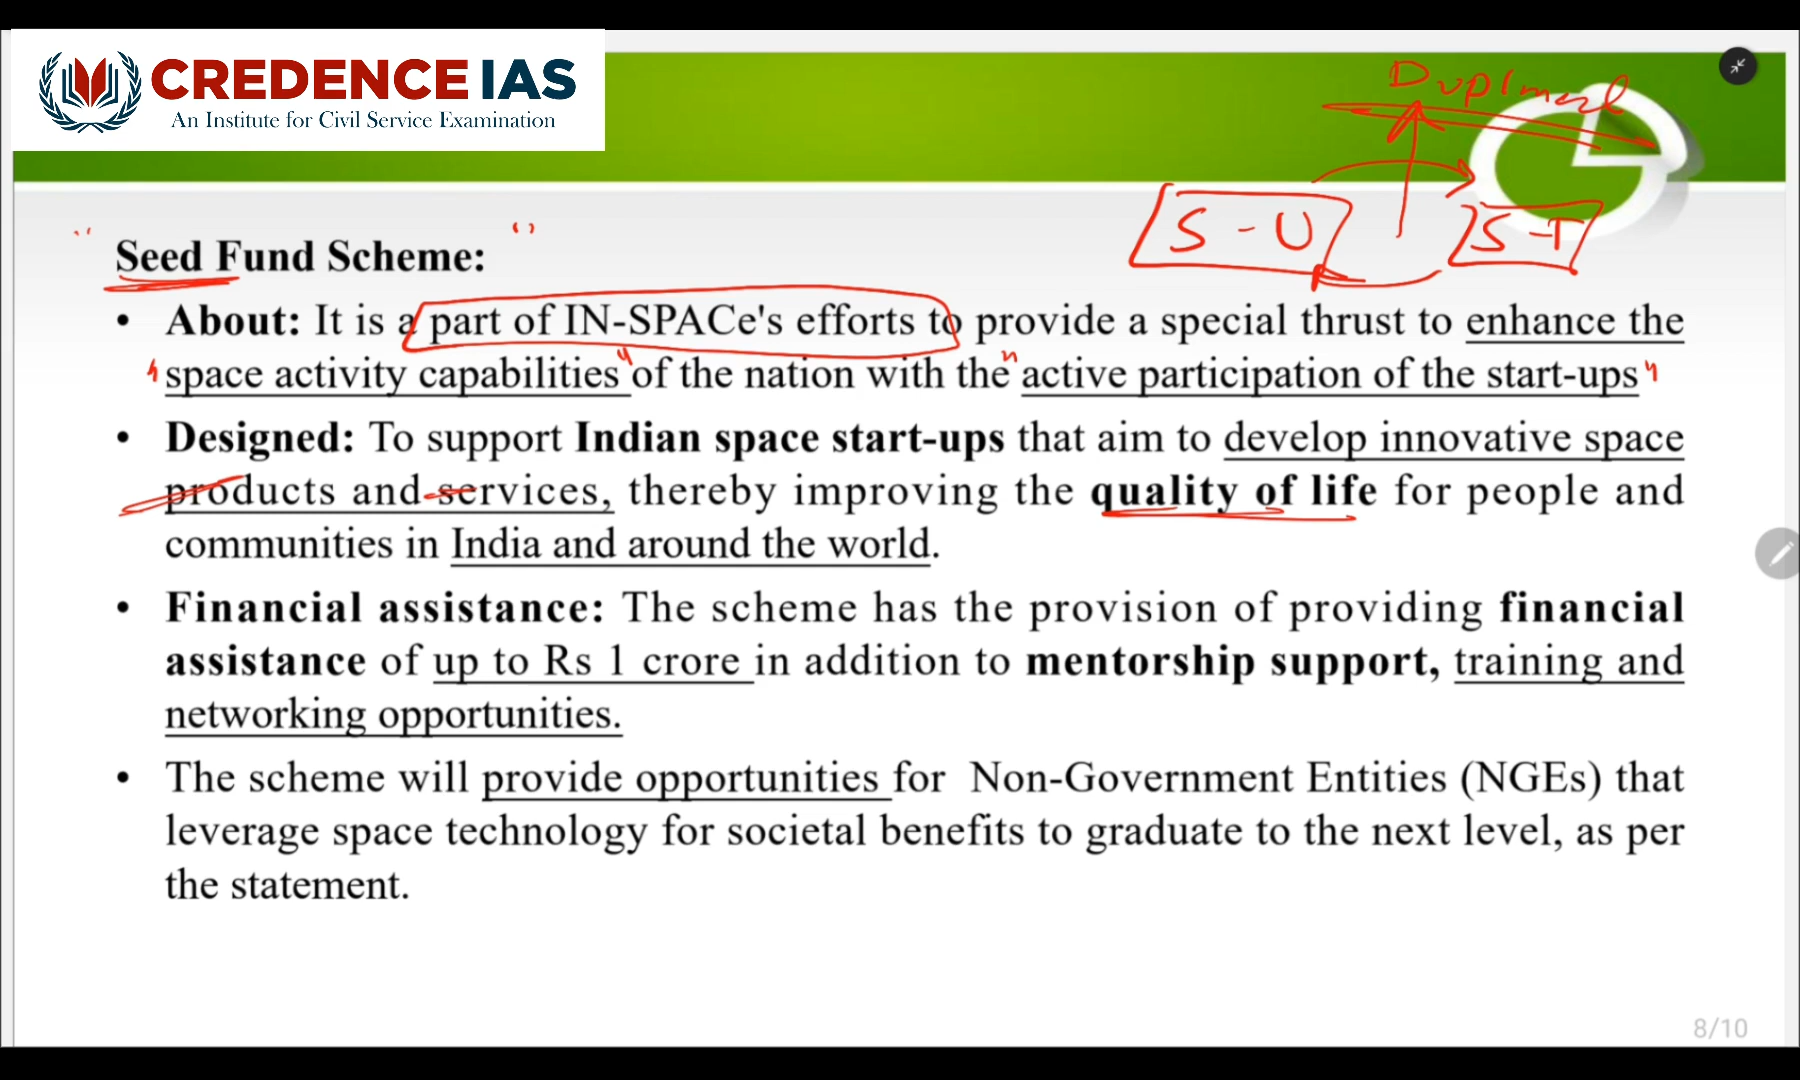 CREDENCE IAS
An Institute for Civil Service Examination
S - U
S - T
Seed Fund Scheme:
• About: It is a part of IN-SPACe's efforts to provide a special thrust to enhance the
space activity capabilities of the nation with the active participation of the start-ups
• Designed: To support Indian space start-ups that aim to develop innovative space
products and services, thereby improving the quality of life for people and
communities in India and around the world.
• Financial assistance: The scheme has the provision of providing financial
assistance of up to Rs 1 crore in addition to mentorship support, training and
networking opportunities.
• The scheme will provide opportunities for Non-Government Entities (NGEs) that
leverage space technology for societal benefits to graduate to the next level, as per
the statement.
8/10